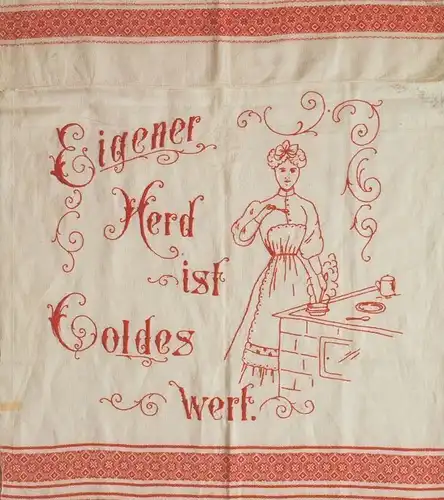 Eigener
Herd
ist
Goldes
wert.